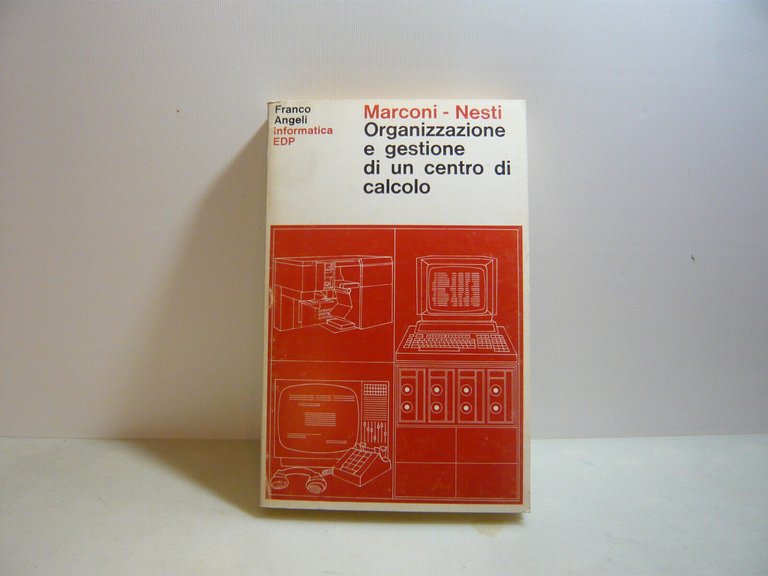 Franco
Angeli
Informatica
EDP
Marconi - Nesti
Organizzazione
e gestione
di un centro di
calcolo